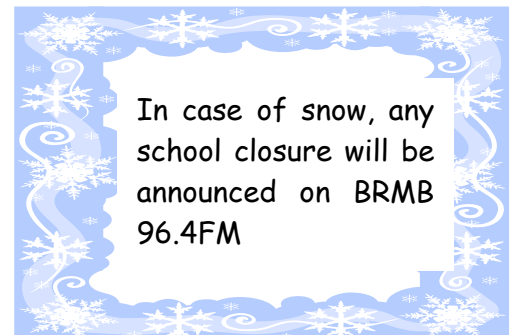 In case of snow, any
school closure will be
announced on BRMB
96.4FM